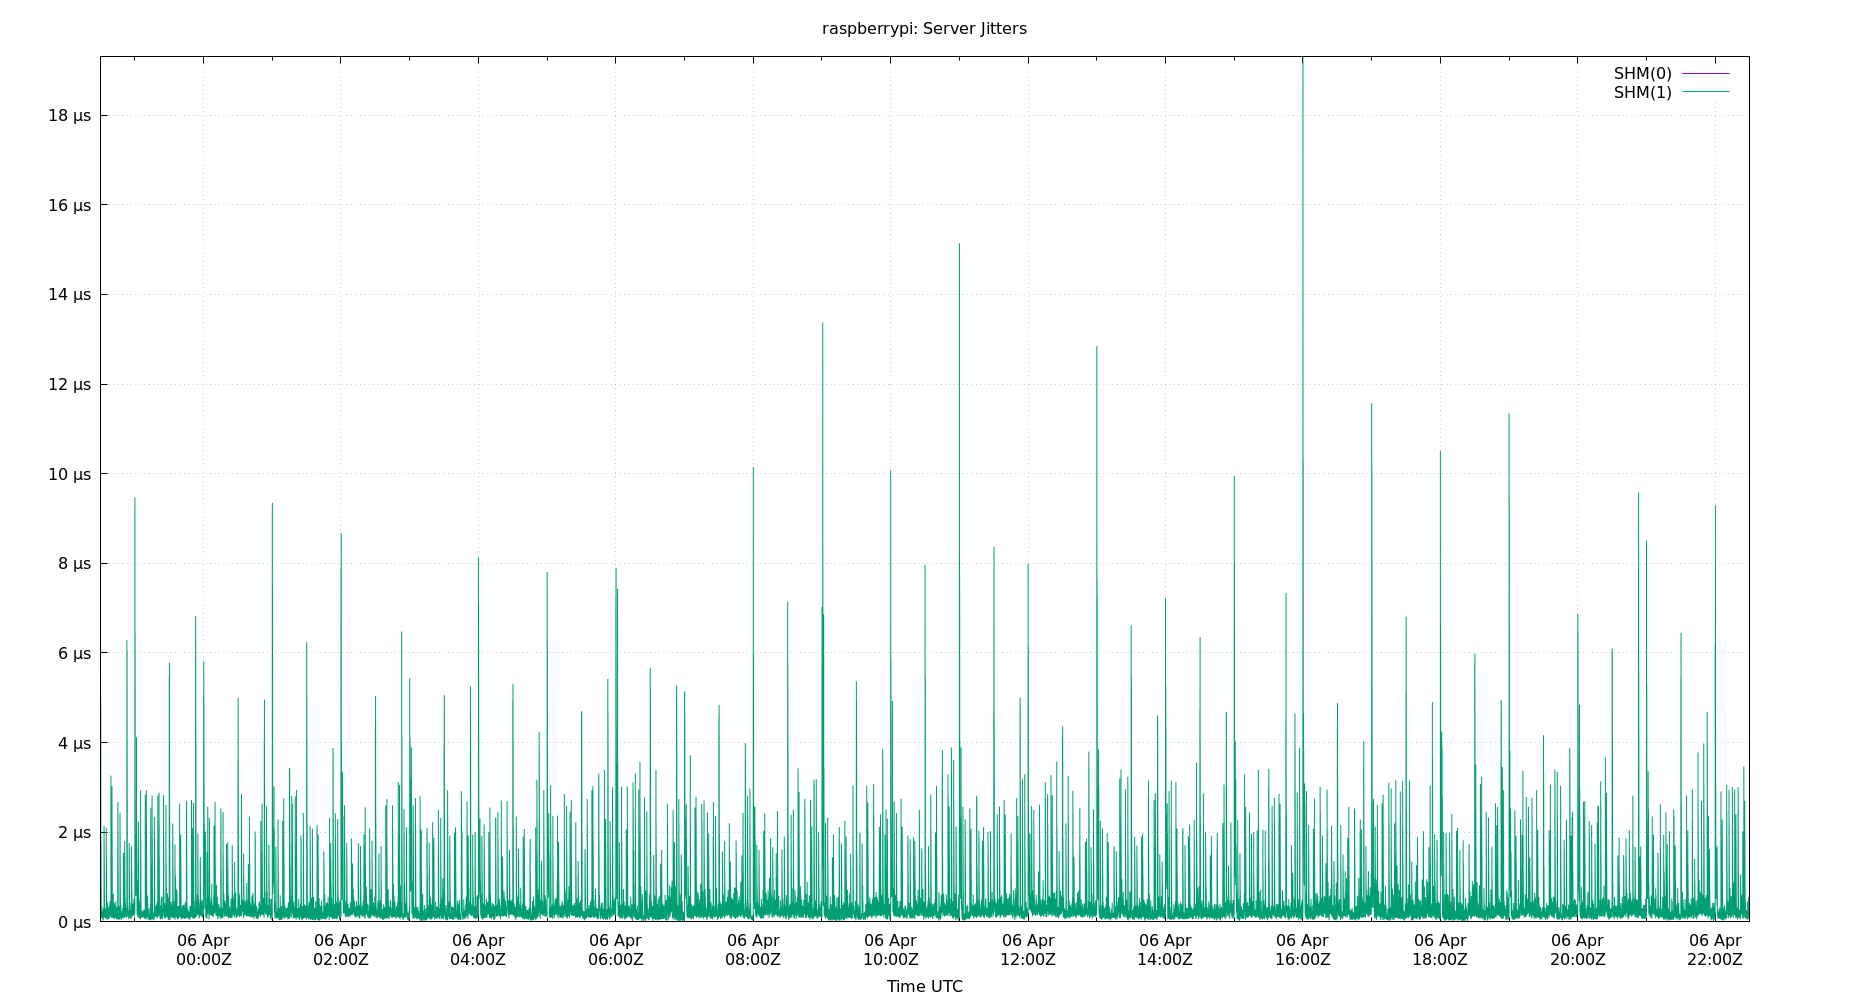 raspberrypi: Server Jitters
SHM(0)
SHM(1)
18 µs
16 µs
14 µs
12 µs
10 µs
8 µs
6 µs
4 µs
2 µs
0 µs
06 Apr 06 Apr 06 Apr 06 Apr 06 Apr 06 Apr 06 Apr 06 Apr 06 Apr 06 Apr 06 Apr 06 Apr
00:00Z 02:00Z 04:00Z 06:00Z 08:00Z 10:00Z 12:00Z 14:00Z 16:00Z 18:00Z 20:00Z 22:00Z
Time UTC